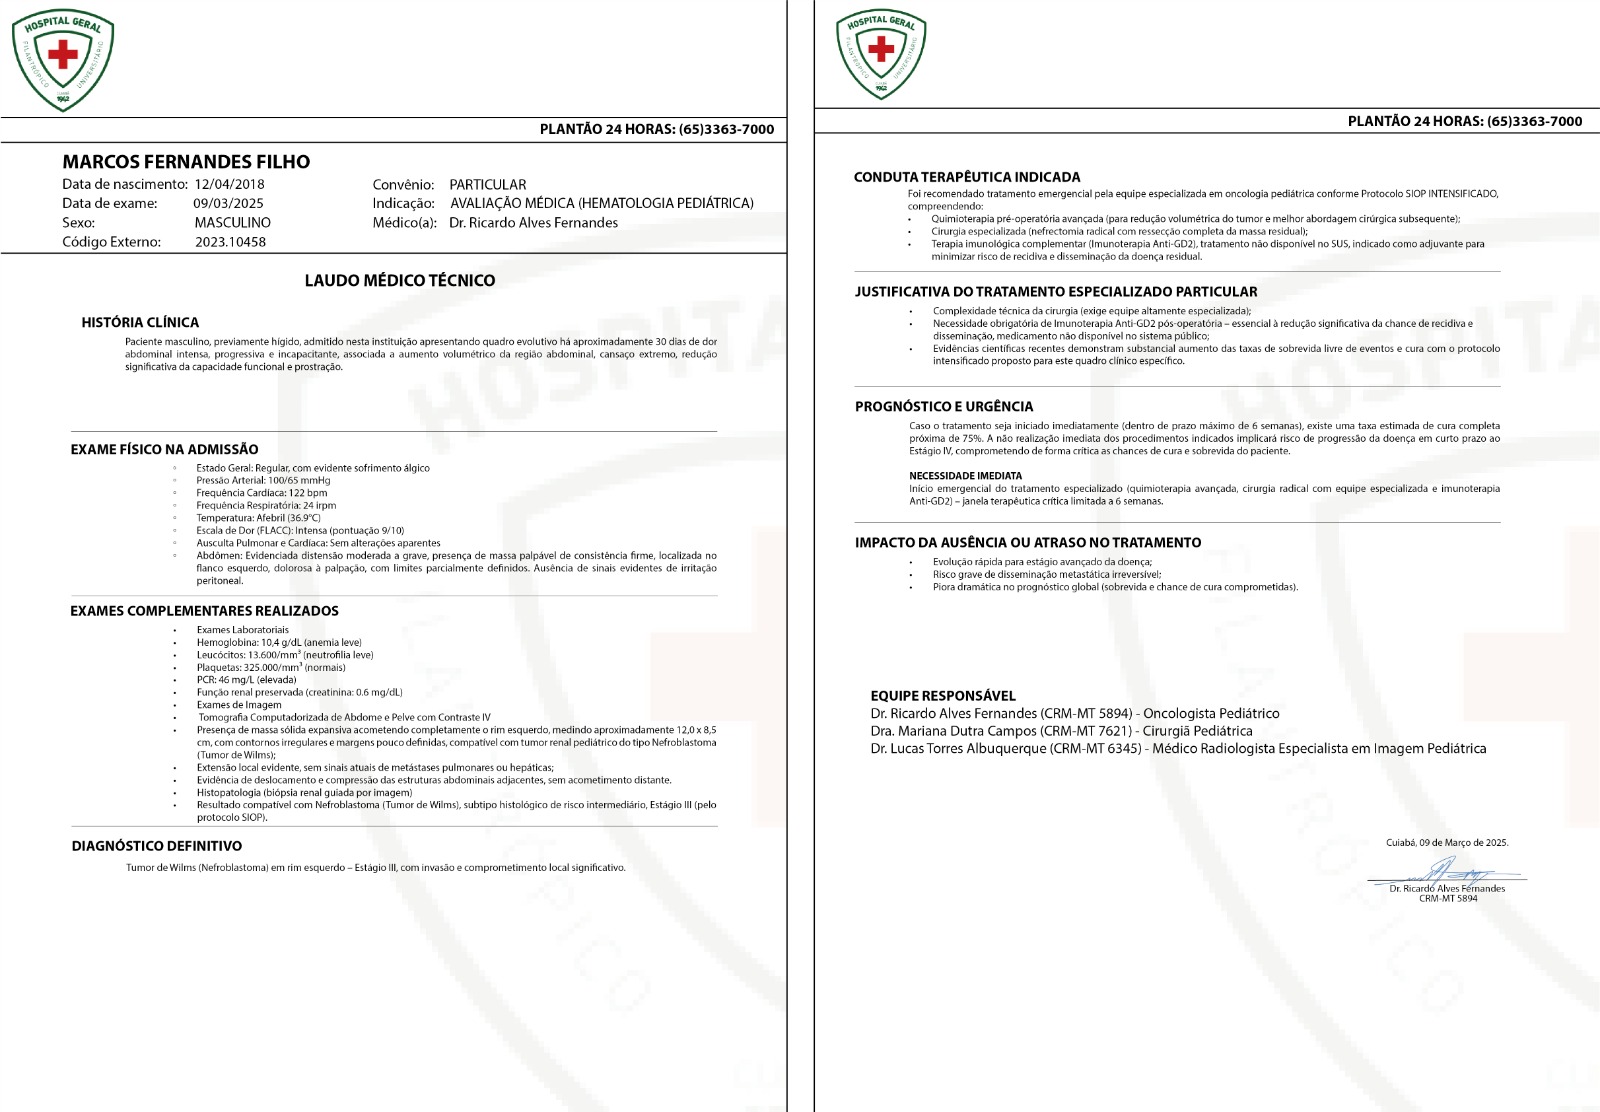 HOSPITAL GERAL
FILANTRÓPICO
UNIVERSITÁRIO
CUIABÁ
1942
PLANTÃO 24 HORAS: (65)3363-7000
MARCOS FERNANDES FILHO
Data de nascimento: 12/04/2018
Convênio: PARTICULAR
Data de exame: 09/03/2025
Indicação: AVALIAÇÃO MÉDICA (HEMATOLOGIA PEDIÁTRICA)
Sexo: MASCULINO
Médico(a): Dr. Ricardo Alves Fernandes
Código Externo: 2023.10458
LAUDO MÉDICO TÉCNICO
HISTÓRIA CLÍNICA
Paciente masculino, previamente hígido, admitido nesta instituição apresentando quadro evolutivo há aproximadamente 30 dias de dor
abdominal intensa, progressiva e incapacitante, associada a aumento volumétrico da região abdominal, cansaço extremo, redução
significativa da capacidade funcional e prostração.
EXAME FÍSICO NA ADMISSÃO
◦ Estado Geral: Regular, com evidente sofrimento álgico
◦ Pressão Arterial: 100/65 mmHg
◦ Frequência Cardíaca: 122 bpm
◦ Frequência Respiratória: 24 irpm
◦ Temperatura: Afebril (36.9°C)
◦ Escala de Dor (FLACC): Intensa (pontuação 9/10)
◦ Ausculta Pulmonar e Cardíaca: Sem alterações aparentes
◦ Abdômen: Evidenciada distensão moderada a grave, presença de massa palpável de consistência firme, localizada no
flanco esquerdo, dolorosa à palpação, com limites parcialmente definidos. Ausência de sinais evidentes de irritação
peritoneal.
EXAMES COMPLEMENTARES REALIZADOS
• Exames Laboratoriais
• Hemoglobina: 10,4 g/dL (anemia leve)
• Leucócitos: 13.600/mm³ (neutrofilia leve)
• Plaquetas: 325.000/mm³ (normais)
• PCR: 46 mg/L (elevada)
• Função renal preservada (creatinina: 0.6 mg/dL)
• Exames de Imagem
• Tomografia Computadorizada de Abdome e Pelve com Contraste IV
• Presença de massa sólida expansiva acometendo completamente o rim esquerdo, medindo aproximadamente 12,0 x 8,5
cm, com contornos irregulares e margens pouco definidas, compatível com tumor renal pediátrico do tipo Nefroblastoma
(Tumor de Wilms);
• Extensão local evidente, sem sinais atuais de metástases pulmonares ou hepáticas;
• Evidência de deslocamento e compressão das estruturas abdominais adjacentes, sem acometimento distante.
• Histopatologia (biópsia renal guiada por imagem)
• Resultado compatível com Nefroblastoma (Tumor de Wilms), subtipo histológico de risco intermediário, Estágio III (pelo
protocolo SIOP).
DIAGNÓSTICO DEFINITIVO
Tumor de Wilms (Nefroblastoma) em rim esquerdo – Estágio III, com invasão e comprometimento local significativo.
HOSPITAL GERAL
FILANTRÓPICO
UNIVERSITÁRIO
CUIABÁ
1942
PLANTÃO 24 HORAS: (65)3363-7000
CONDUTA TERAPÊUTICA INDICADA
Foi recomendado tratamento emergencial pela equipe especializada em oncologia pediátrica conforme Protocolo SIOP INTENSIFICADO,
compreendendo:
• Quimioterapia pré-operatória avançada (para redução volumétrica do tumor e melhor abordagem cirúrgica subsequente);
• Cirurgia especializada (nefrectomia radical com ressecção completa da massa residual);
• Terapia imunológica complementar (Imunoterapia Anti-GD2), tratamento não disponível no SUS, indicado como adjuvante para
minimizar risco de recidiva e disseminação da doença residual.
JUSTIFICATIVA DO TRATAMENTO ESPECIALIZADO PARTICULAR
• Complexidade técnica da cirurgia (exige equipe altamente especializada);
• Necessidade obrigatória de Imunoterapia Anti-GD2 pós-operatória – essencial à redução significativa da chance de recidiva e
disseminação, medicamento não disponível no sistema público;
• Evidências científicas recentes demonstram substancial aumento das taxas de sobrevida livre de eventos e cura com o protocolo
intensificado proposto para este quadro clínico específico.
PROGNÓSTICO E URGÊNCIA
Caso o tratamento seja iniciado imediatamente (dentro de prazo máximo de 6 semanas), existe uma taxa estimada de cura completa
próxima de 75%. A não realização imediata dos procedimentos indicados implicará risco de progressão da doença em curto prazo ao
Estágio IV, comprometendo de forma crítica as chances de cura e sobrevida do paciente.
NECESSIDADE IMEDIATA
Início emergencial do tratamento especializado (quimioterapia avançada, cirurgia radical com equipe especializada e imunoterapia
Anti-GD2) – janela terapêutica crítica limitada a 6 semanas.
IMPACTO DA AUSÊNCIA OU ATRASO NO TRATAMENTO
• Evolução rápida para estágio avançado da doença;
• Risco grave de disseminação metastática irreversível;
• Piora dramática no prognóstico global (sobrevida e chance de cura comprometidas).
EQUIPE RESPONSÁVEL
Dr. Ricardo Alves Fernandes (CRM-MT 5894) - Oncologista Pediátrico
Dra. Mariana Dutra Campos (CRM-MT 7621) - Cirurgiã Pediátrica
Dr. Lucas Torres Albuquerque (CRM-MT 6345) - Médico Radiologista Especialista em Imagem Pediátrica
Cuiabá, 09 de Março de 2025.
Dr. Ricardo Alves Fernandes
CRM-MT 5894